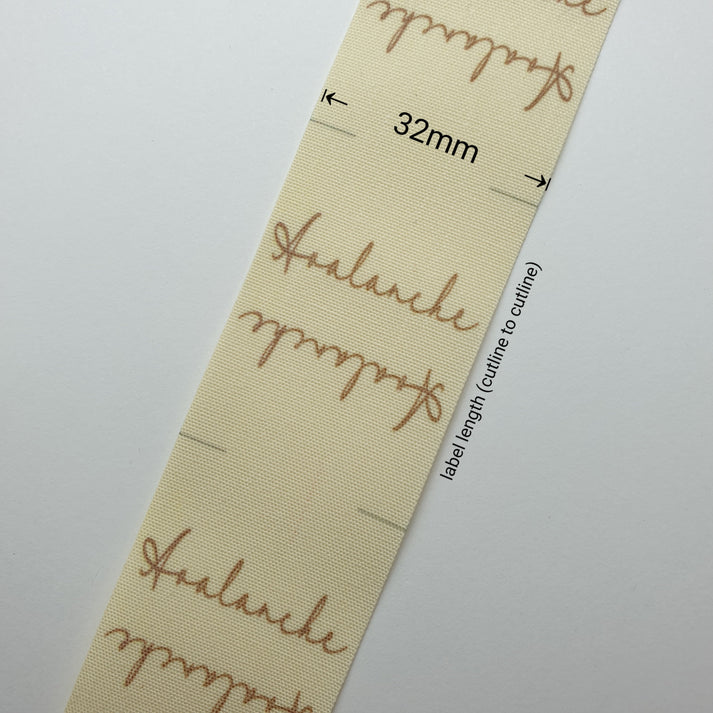 Avalanche
32mm
Avalanche
Avalanche
label length (cutline to cutline)
Avalanche
Avalanche